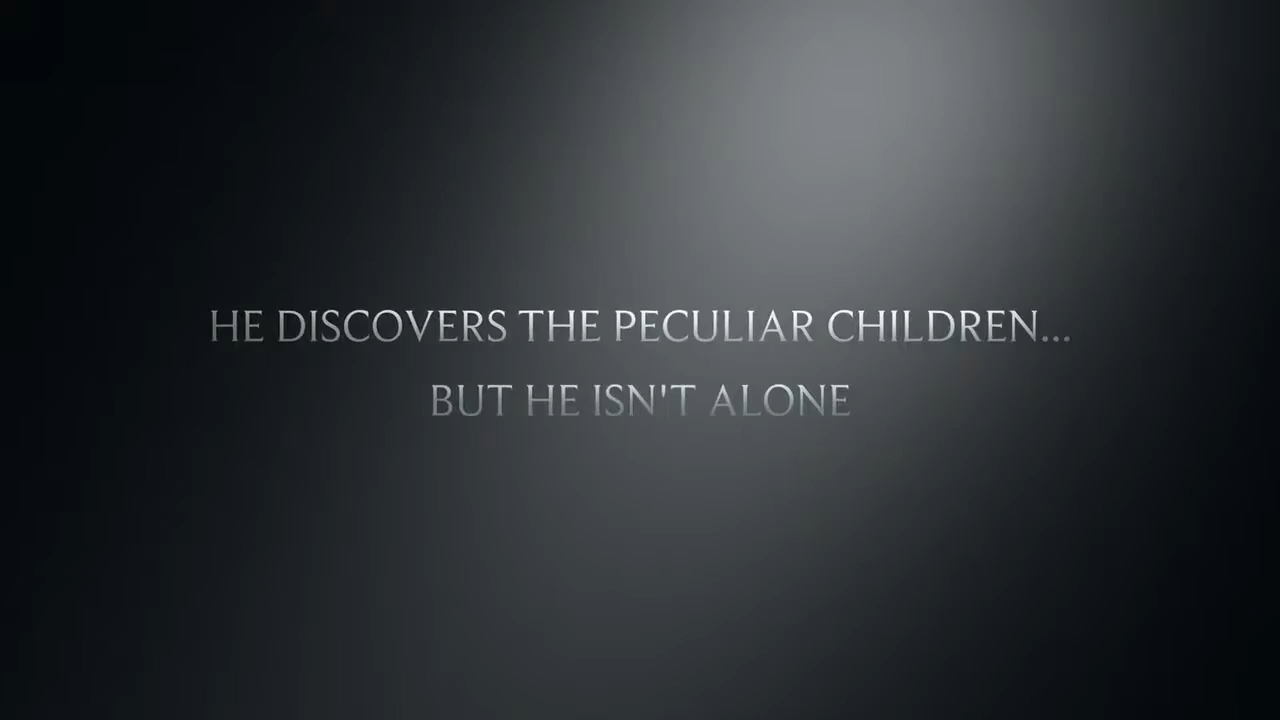 HE DISCOVERS THE PECULIAR CHILDREN...
BUT HE ISN'T ALONE